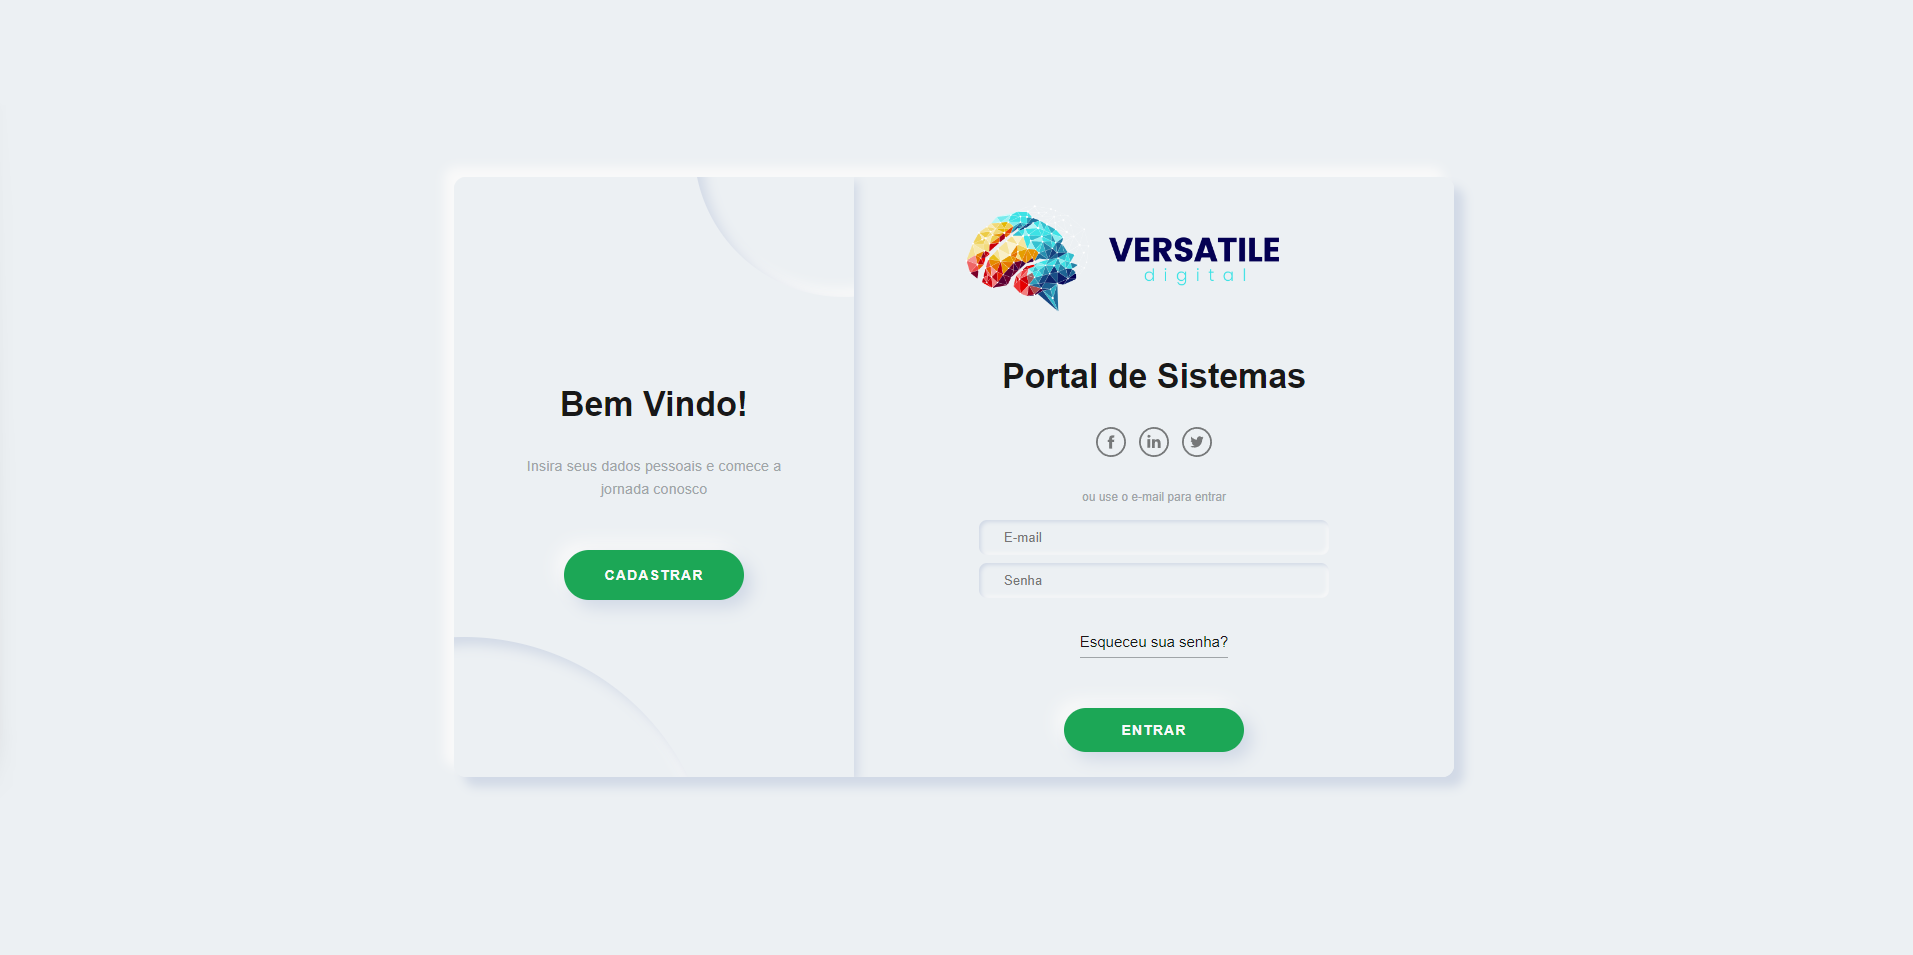 Bem Vindo!
Insira seus dados pessoais e comece a
jornada conosco
CADASTRAR
VERSATILE
digital
Portal de Sistemas
f
in
ou use o e-mail para entrar
E-mail
Senha
Esqueceu sua senha?
ENTRAR